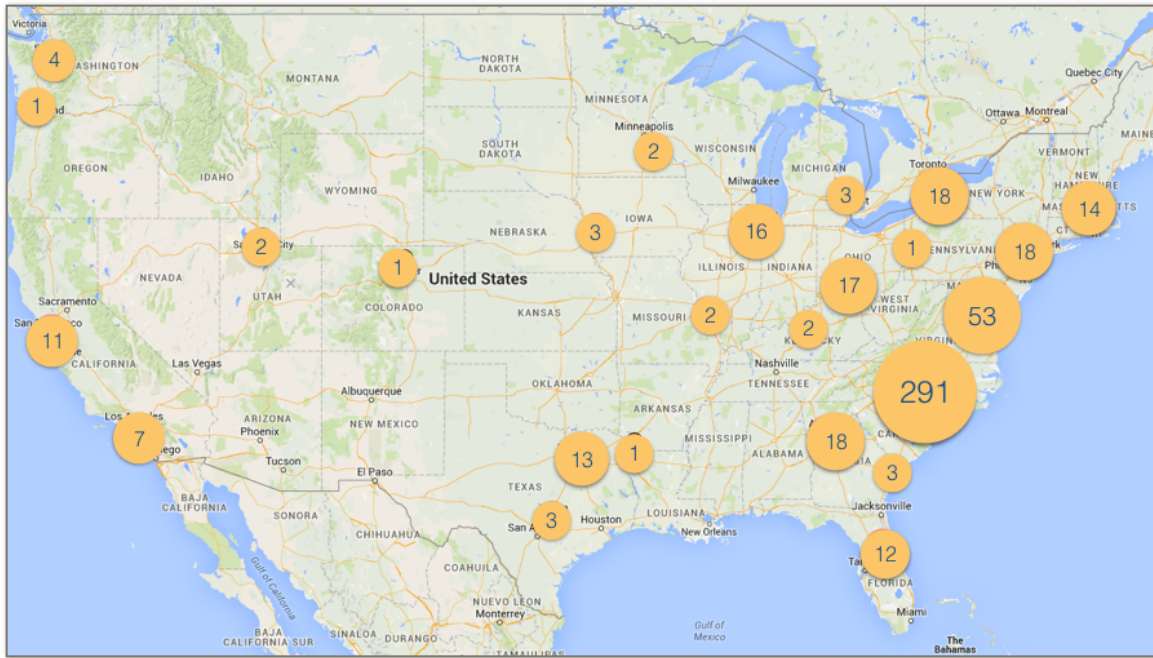 Victoria
4
WASHINGTON
1
OREGON
IDAHO
MONTANA
NORTH
DAKOTA
SOUTH
DAKOTA
MINNESOTA
Minneapolis
2
WISCONSIN
Milwaukee
MICHIGAN
3
Toronto
18
Ottawa
Montreal
Quebec City
MAINE
VERMONT
NEW
HAMPSHIRE
14
NEW YORK
CT
WYOMING
NEBRASKA
3
IOWA
16
ILLINOIS
INDIANA
OHIO
1
PENNSYLVANIA
18
2
NEVADA
UTAH
1
United States
COLORADO
KANSAS
MISSOURI
2
2
17
WEST
VIRGINIA
53
Sacramento
11
CALIFORNIA
Las Vegas
Nashville
TENNESSEE
291
Albuquerque
OKLAHOMA
ARKANSAS
7
ARIZONA
Phoenix
NEW MEXICO
Tucson
El Paso
TEXAS
13
1
MISSISSIPPI
ALABAMA
18
3
Jacksonville
3
Houston
LOUISIANA
New Orleans
12
FLORIDA
Miami
BAJA
CALIFORNIA
SONORA
CHIHUAHUA
COAHUILA
Gulf of California
NUEVO LEON
Monterrey
BAJA
CALIFORNIA SUR
SINALOA
DURANGO
TAMAULIPAS
Gulf of
Mexico
The
Bahamas